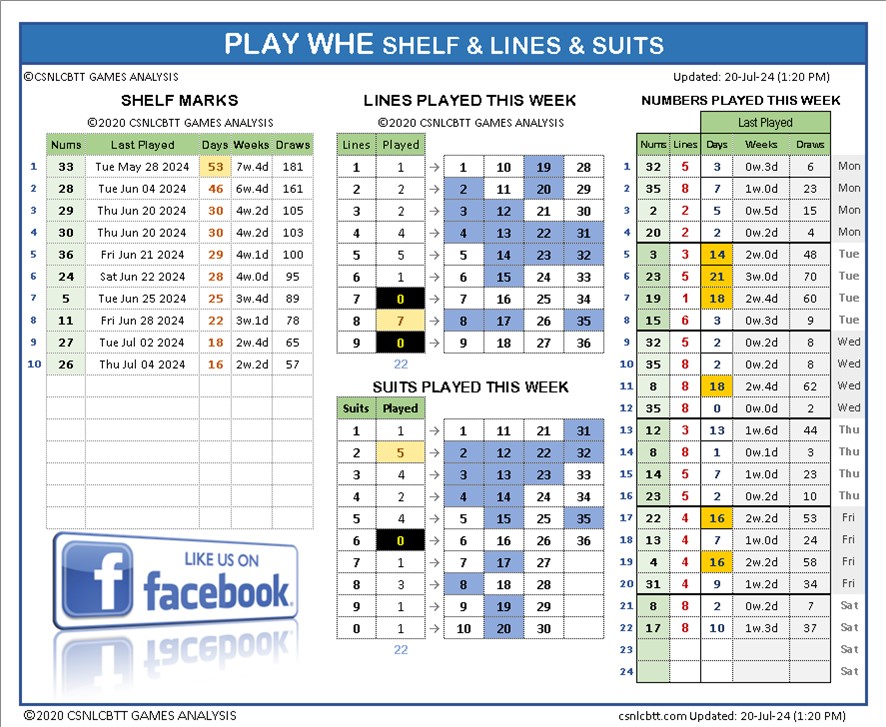 PLAY WHE SHELF & LINES & SUITS
©CSNLCBTT GAMES ANALYSIS
Updated: 20-Jul-24 (1:20 PM)
SHELF MARKS
©2020 CSNLCBTT GAMES ANALYSIS
Nums Last Played Days Weeks Draws
1 33 Tue May 28 2024 53 7w.4d 181
2 28 Tue Jun 04 2024 46 6w.4d 161
3 29 Thu Jun 20 2024 30 4w.2d 105
4 30 Thu Jun 20 2024 30 4w.2d 103
5 36 Fri Jun 21 2024 29 4w.1d 100
6 24 Sat Jun 22 2024 28 4w.0d 95
7 5 Tue Jun 25 2024 25 3w.4d 89
8 11 Fri Jun 28 2024 22 3w.1d 78
9 27 Tue Jul 02 2024 18 2w.4d 65
10 26 Thu Jul 04 2024 16 2w.2d 57
LIKE US ON
facebook
LINES PLAYED THIS WEEK
©2020 CSNLCBTT GAMES ANALYSIS
Lines Played
1 1 → 1 10 19 28
2 2 → 2 11 20 29
3 2 → 3 12 21 30
4 4 → 4 13 22 31
5 5 → 5 14 23 32
6 1 → 6 15 24 33
7 0 → 7 16 25 34
8 7 → 8 17 26 35
9 0 → 9 18 27 36
22
SUITS PLAYED THIS WEEK
Suits Played
1 1 → 1 11 21 31
2 5 → 2 12 22 32
3 4 → 3 13 23 33
4 2 → 4 14 24 34
5 4 → 5 15 25 35
6 0 → 6 16 26 36
7 1 → 7 17 27
8 3 → 8 18 28
9 1 → 9 19 29
0 1 → 10 20 30
22
NUMBERS PLAYED THIS WEEK
Last Played
Nums Lines Days Weeks Draws
1 32 5 3 0w.3d 6 Mon
2 35 8 7 1w.0d 23 Mon
3 2 2 5 0w.5d 15 Mon
4 20 2 2 0w.2d 4 Mon
5 3 3 14 2w.0d 48 Tue
6 23 5 21 3w.0d 70 Tue
7 19 1 18 2w.4d 60 Tue
8 15 6 3 0w.3d 9 Tue
9 32 5 2 0w.2d 8 Wed
10 35 8 2 0w.2d 8 Wed
11 8 8 18 2w.4d 62 Wed
12 35 8 0 0w.0d 2 Wed
13 12 3 13 1w.6d 44 Thu
14 8 8 1 0w.1d 3 Thu
15 14 5 7 1w.0d 23 Thu
16 23 5 2 0w.2d 10 Thu
17 22 4 16 2w.2d 53 Fri
18 13 4 7 1w.0d 24 Fri
19 4 4 16 2w.2d 58 Fri
20 31 4 9 1w.2d 34 Fri
21 8 8 2 0w.2d 7 Sat
22 17 8 10 1w.3d 37 Sat
23 Sat
24 Sat
©2020 CSNLCBTT GAMES ANALYSIS
csnlcbtt.com Updated: 20-Jul-24 (1:20 PM)